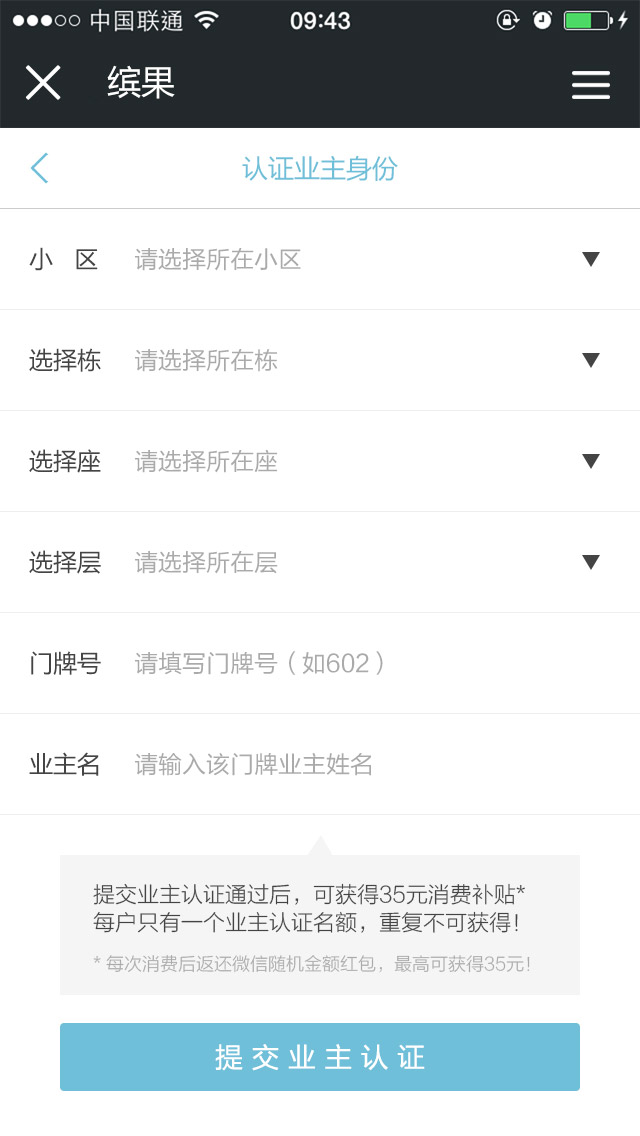 中国联通 09:43
缤果
认证业主身份
小 区 请选择所在小区
选择栋 请选择所在栋
选择座 请选择所在座
选择层 请选择所在层
门牌号 请填写门牌号（如602）
业主名 请输入该门牌业主姓名
提交业主认证通过后，可获得35元消费补贴*
每户只有一个业主认证名额，重复不可获得！
* 每次消费后返还微信随机金额红包，最高可获得35元！
提交业主认证